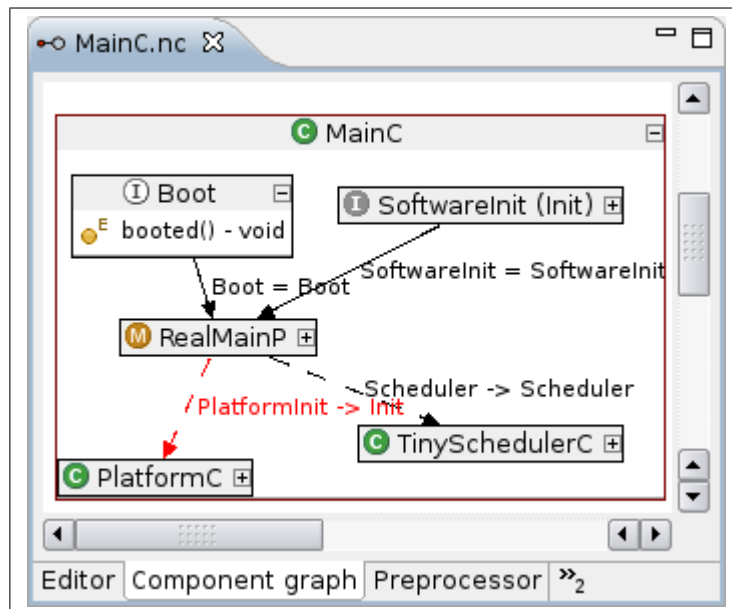 MainC.nc
C MainC
I Boot
E booted() - void
I SoftwareInit (Init)
Boot = Boot
SoftwareInit = SoftwareInit
M RealMainP
Scheduler -> Scheduler
PlatformInit -> Init
C TinySchedulerC
C PlatformC
Editor Component graph Preprocessor »2